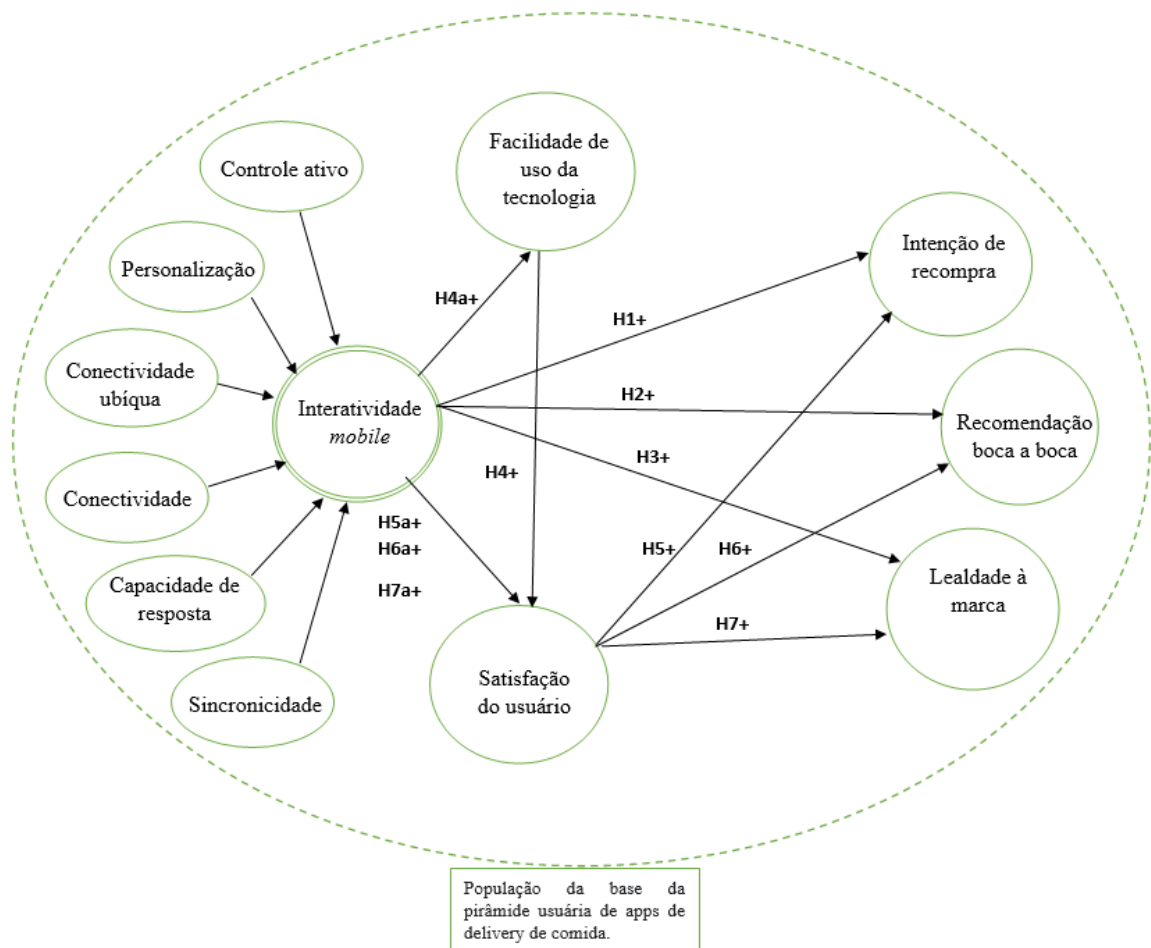 Controle ativo
Personalização
Conectividade
ubíqua
Conectividade
Capacidade de
resposta
Sincronicidade
Interatividade
mobile
Facilidade de
uso da
tecnologia
H4a+
H1+
H2+
H3+
H4+
H5a+
H6a+
H7a+
H5+
H6+
H7+
Satisfação
do usuário
Intenção de
recompra
Recomendação
boca a boca
Lealdade à
marca
População da base da
pirâmide usuária de apps de
delivery de comida.